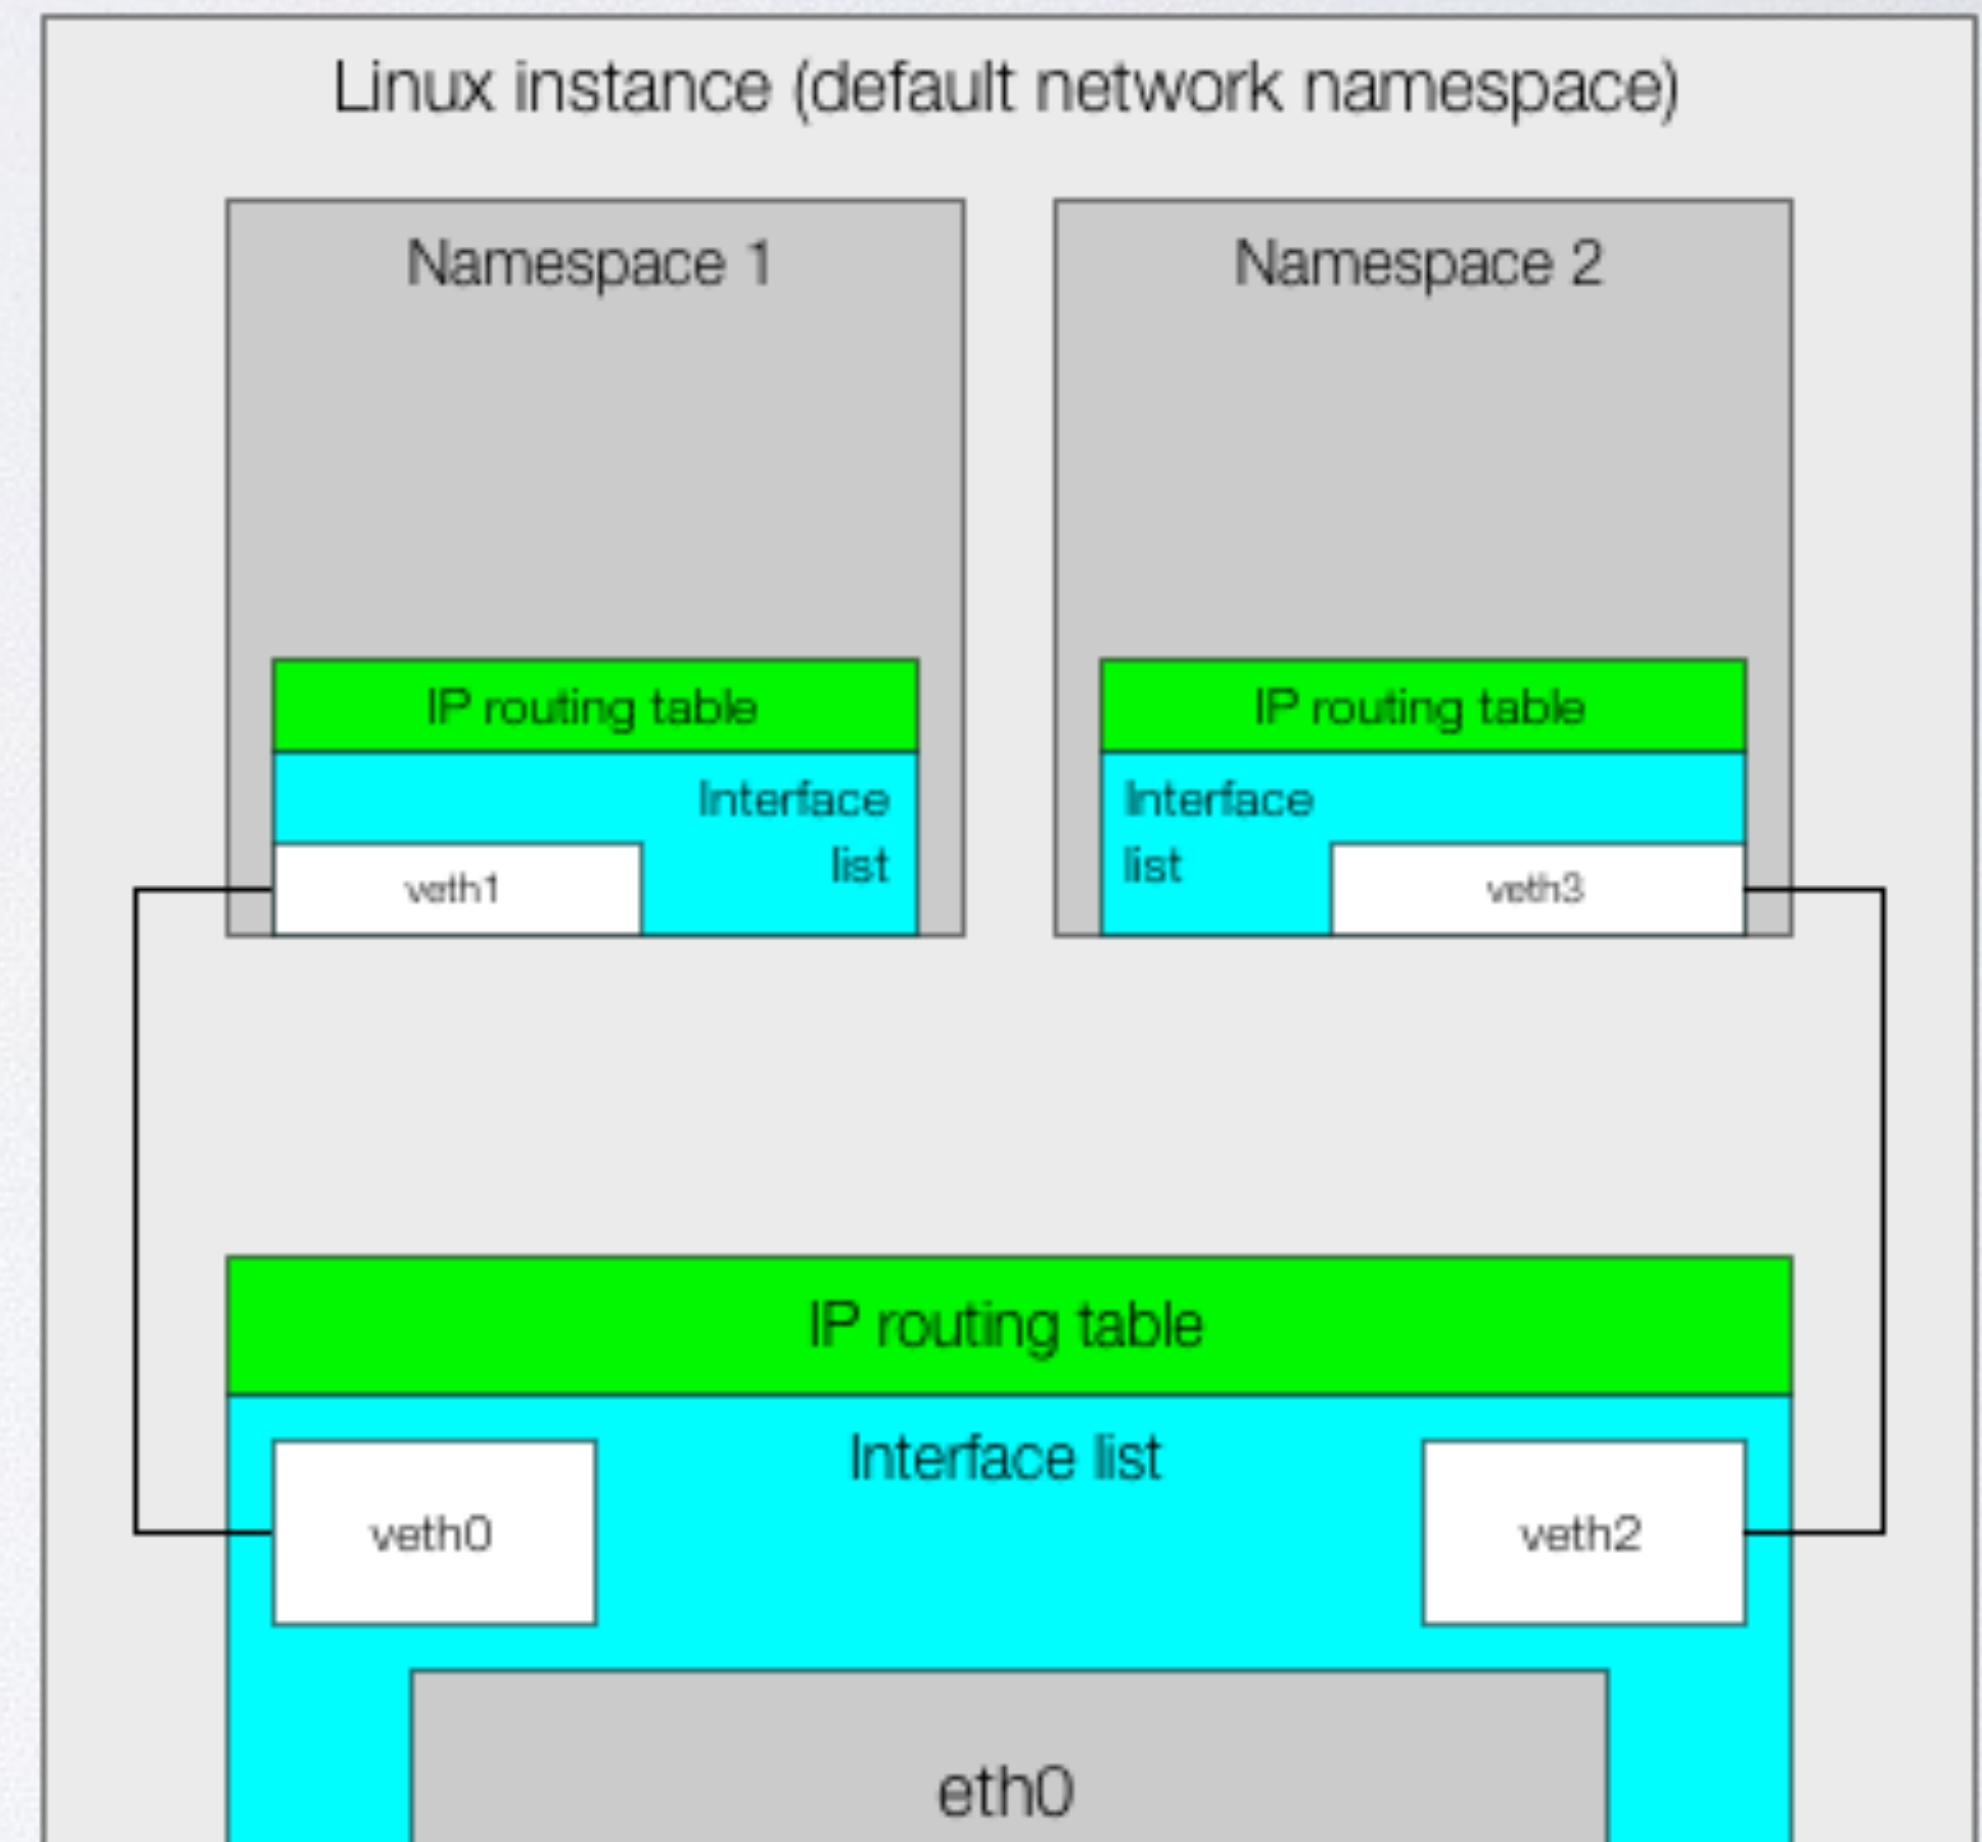 Linux instance (default network namespace)
Namespace 1
IP routing table
Interface
list
veth1
Namespace 2
IP routing table
Interface
list
veth3
IP routing table
Interface list
veth0
veth2
eth0